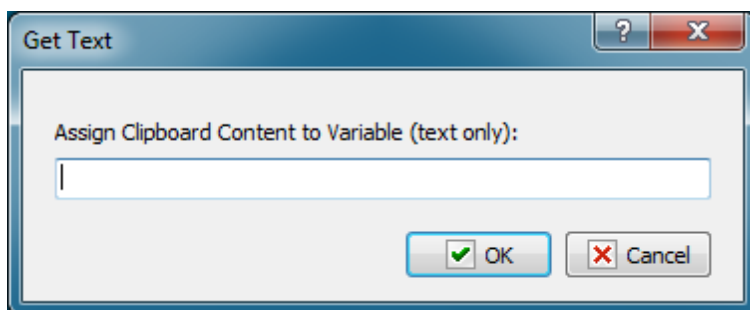 Get Text
?
Assign Clipboard Content to Variable (text only):
OK
Cancel